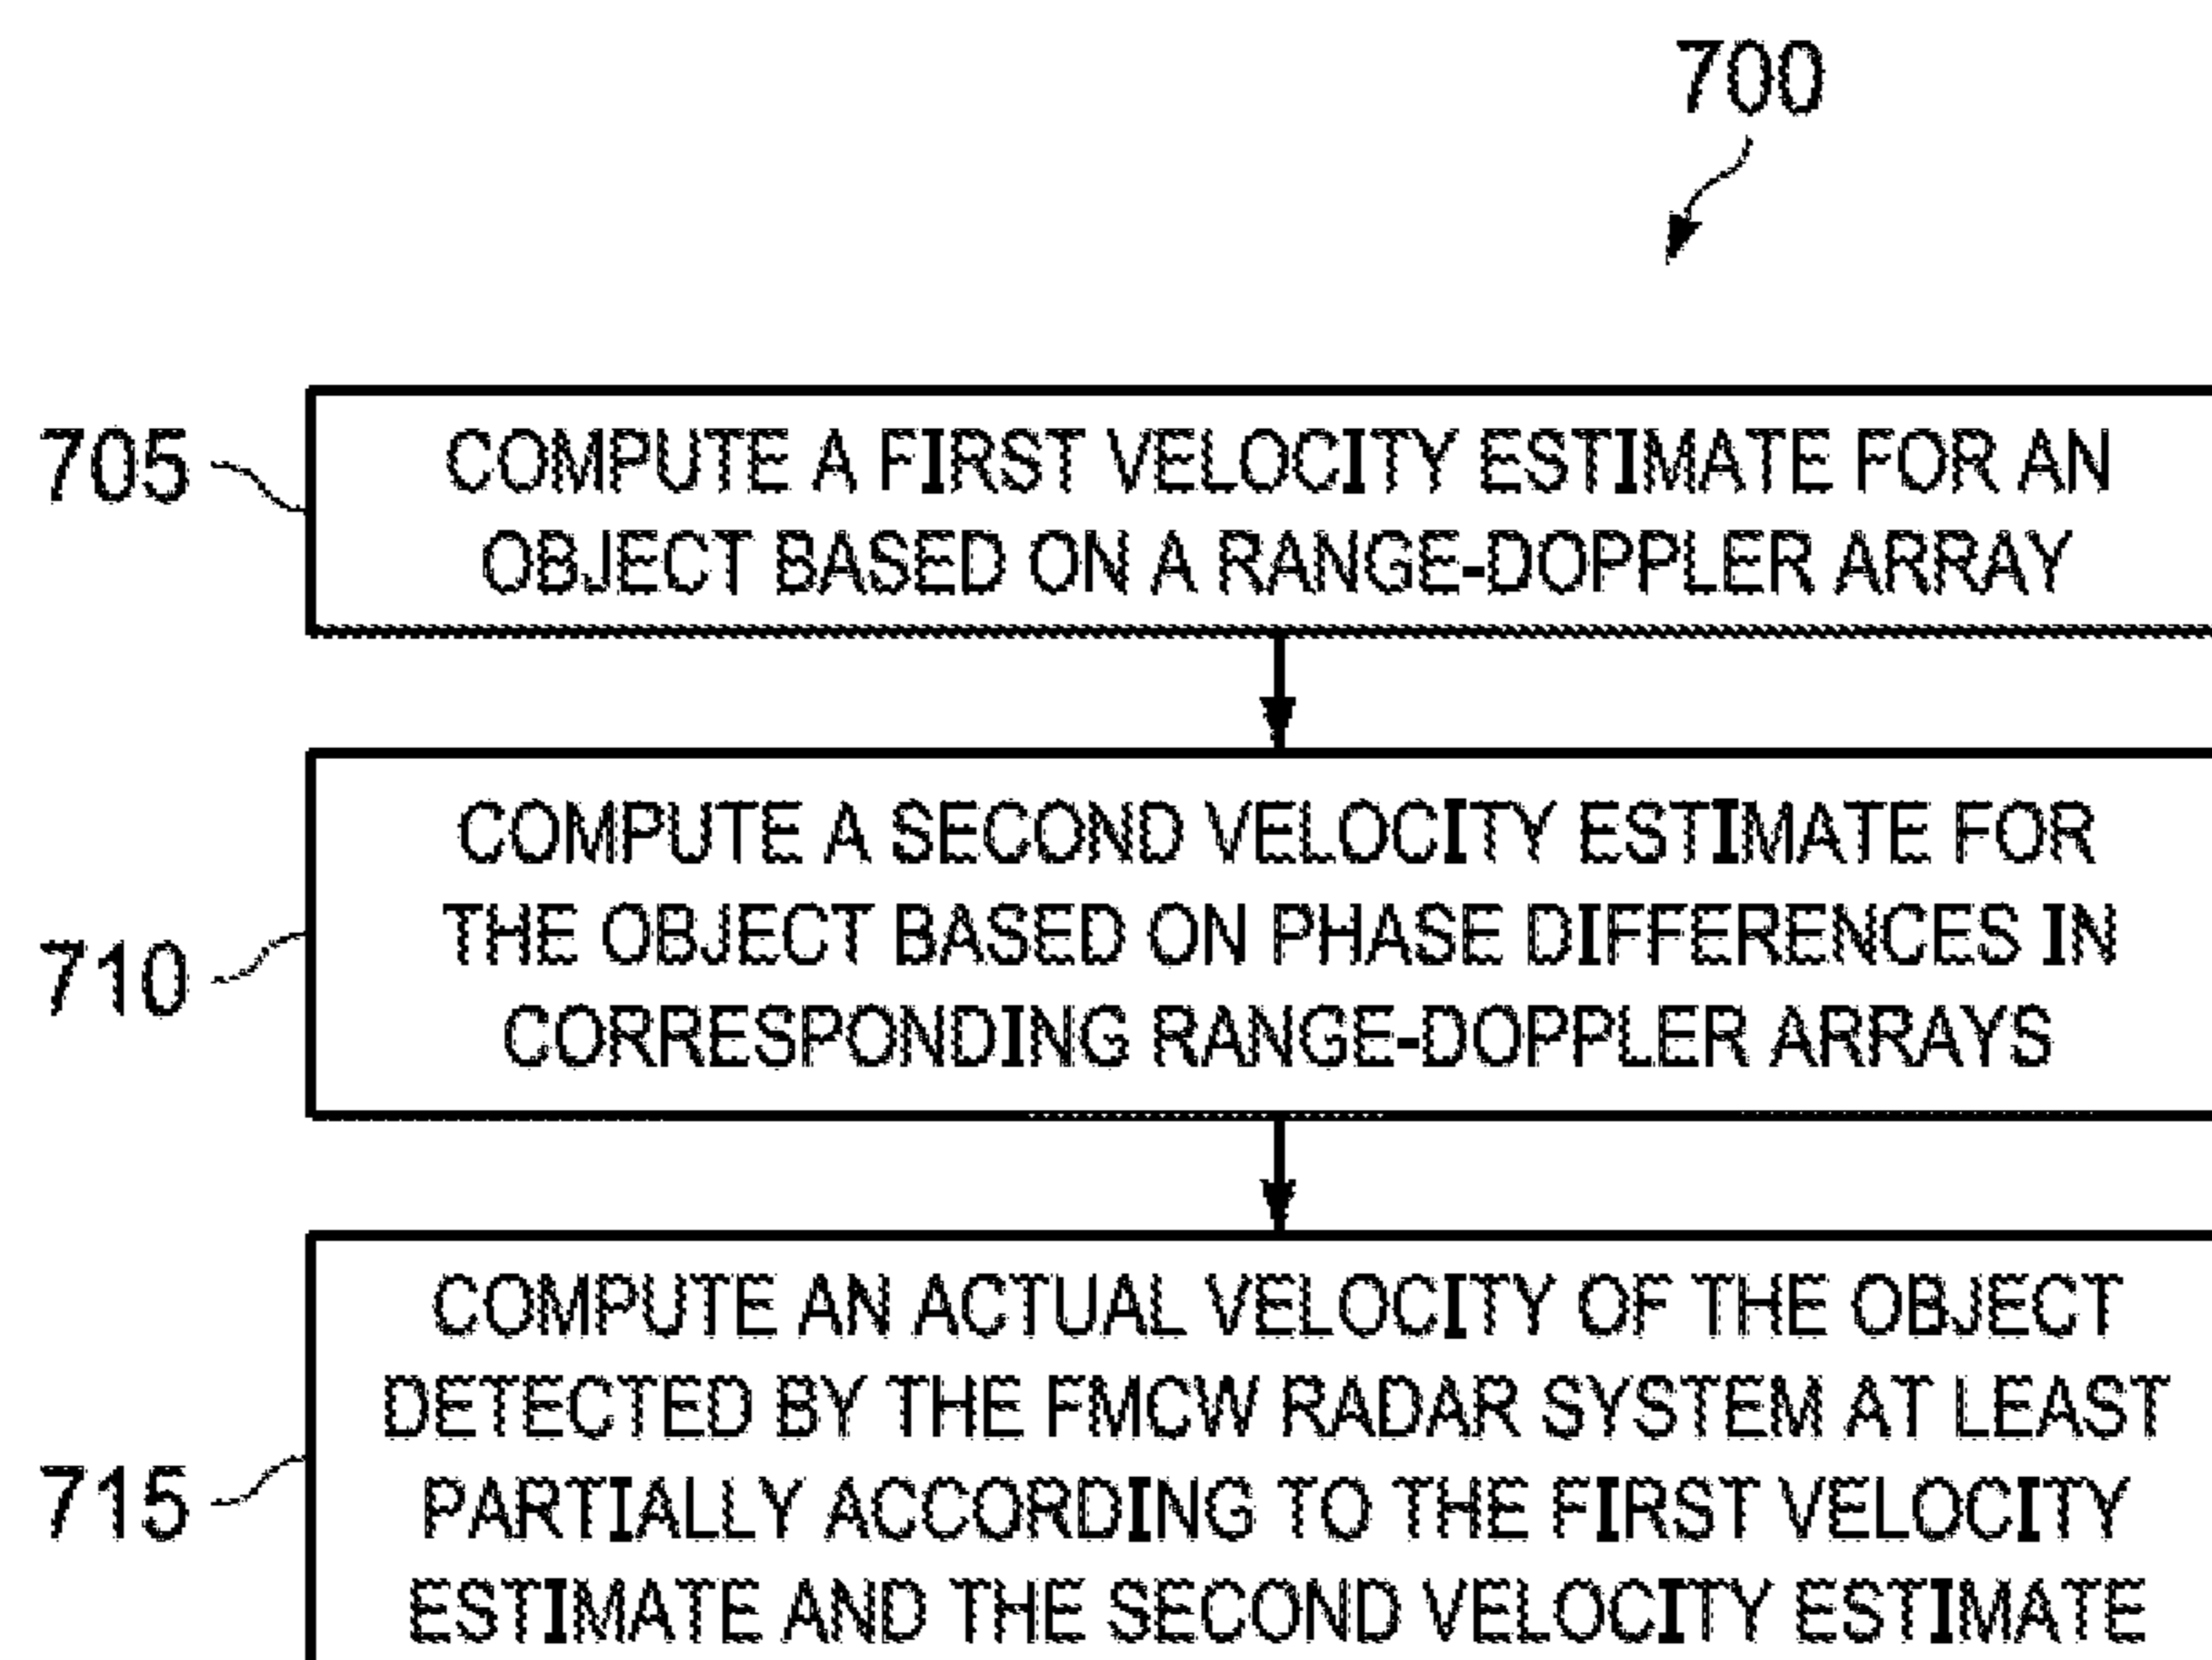 700
705
COMPUTE A FIRST VELOCITY ESTIMATE FOR AN
OBJECT BASED ON A RANGE-DOPPLER ARRAY
710
COMPUTE A SECOND VELOCITY ESTIMATE FOR
THE OBJECT BASED ON PHASE DIFFERENCES IN
CORRESPONDING RANGE-DOPPLER ARRAYS
715
COMPUTE AN ACTUAL VELOCITY OF THE OBJECT
DETECTED BY THE FMCW RADAR SYSTEM AT LEAST
PARTIALLY ACCORDING TO THE FIRST VELOCITY
ESTIMATE AND THE SECOND VELOCITY ESTIMATE